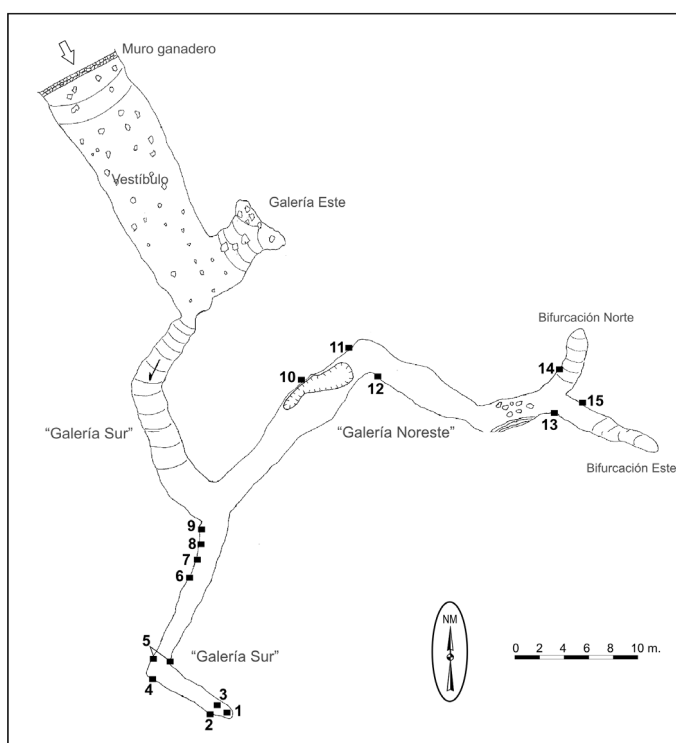 Muro ganadero
Vestíbulo
Galería Este
Bifurcación Norte
11
14
10
12
15
"Galería Sur"
"Galería Noreste"
13
Bifurcación Este
9
8
7
6
NM
5
"Galería Sur"
0 2 4 6 8 10 m.
4
3
1
2